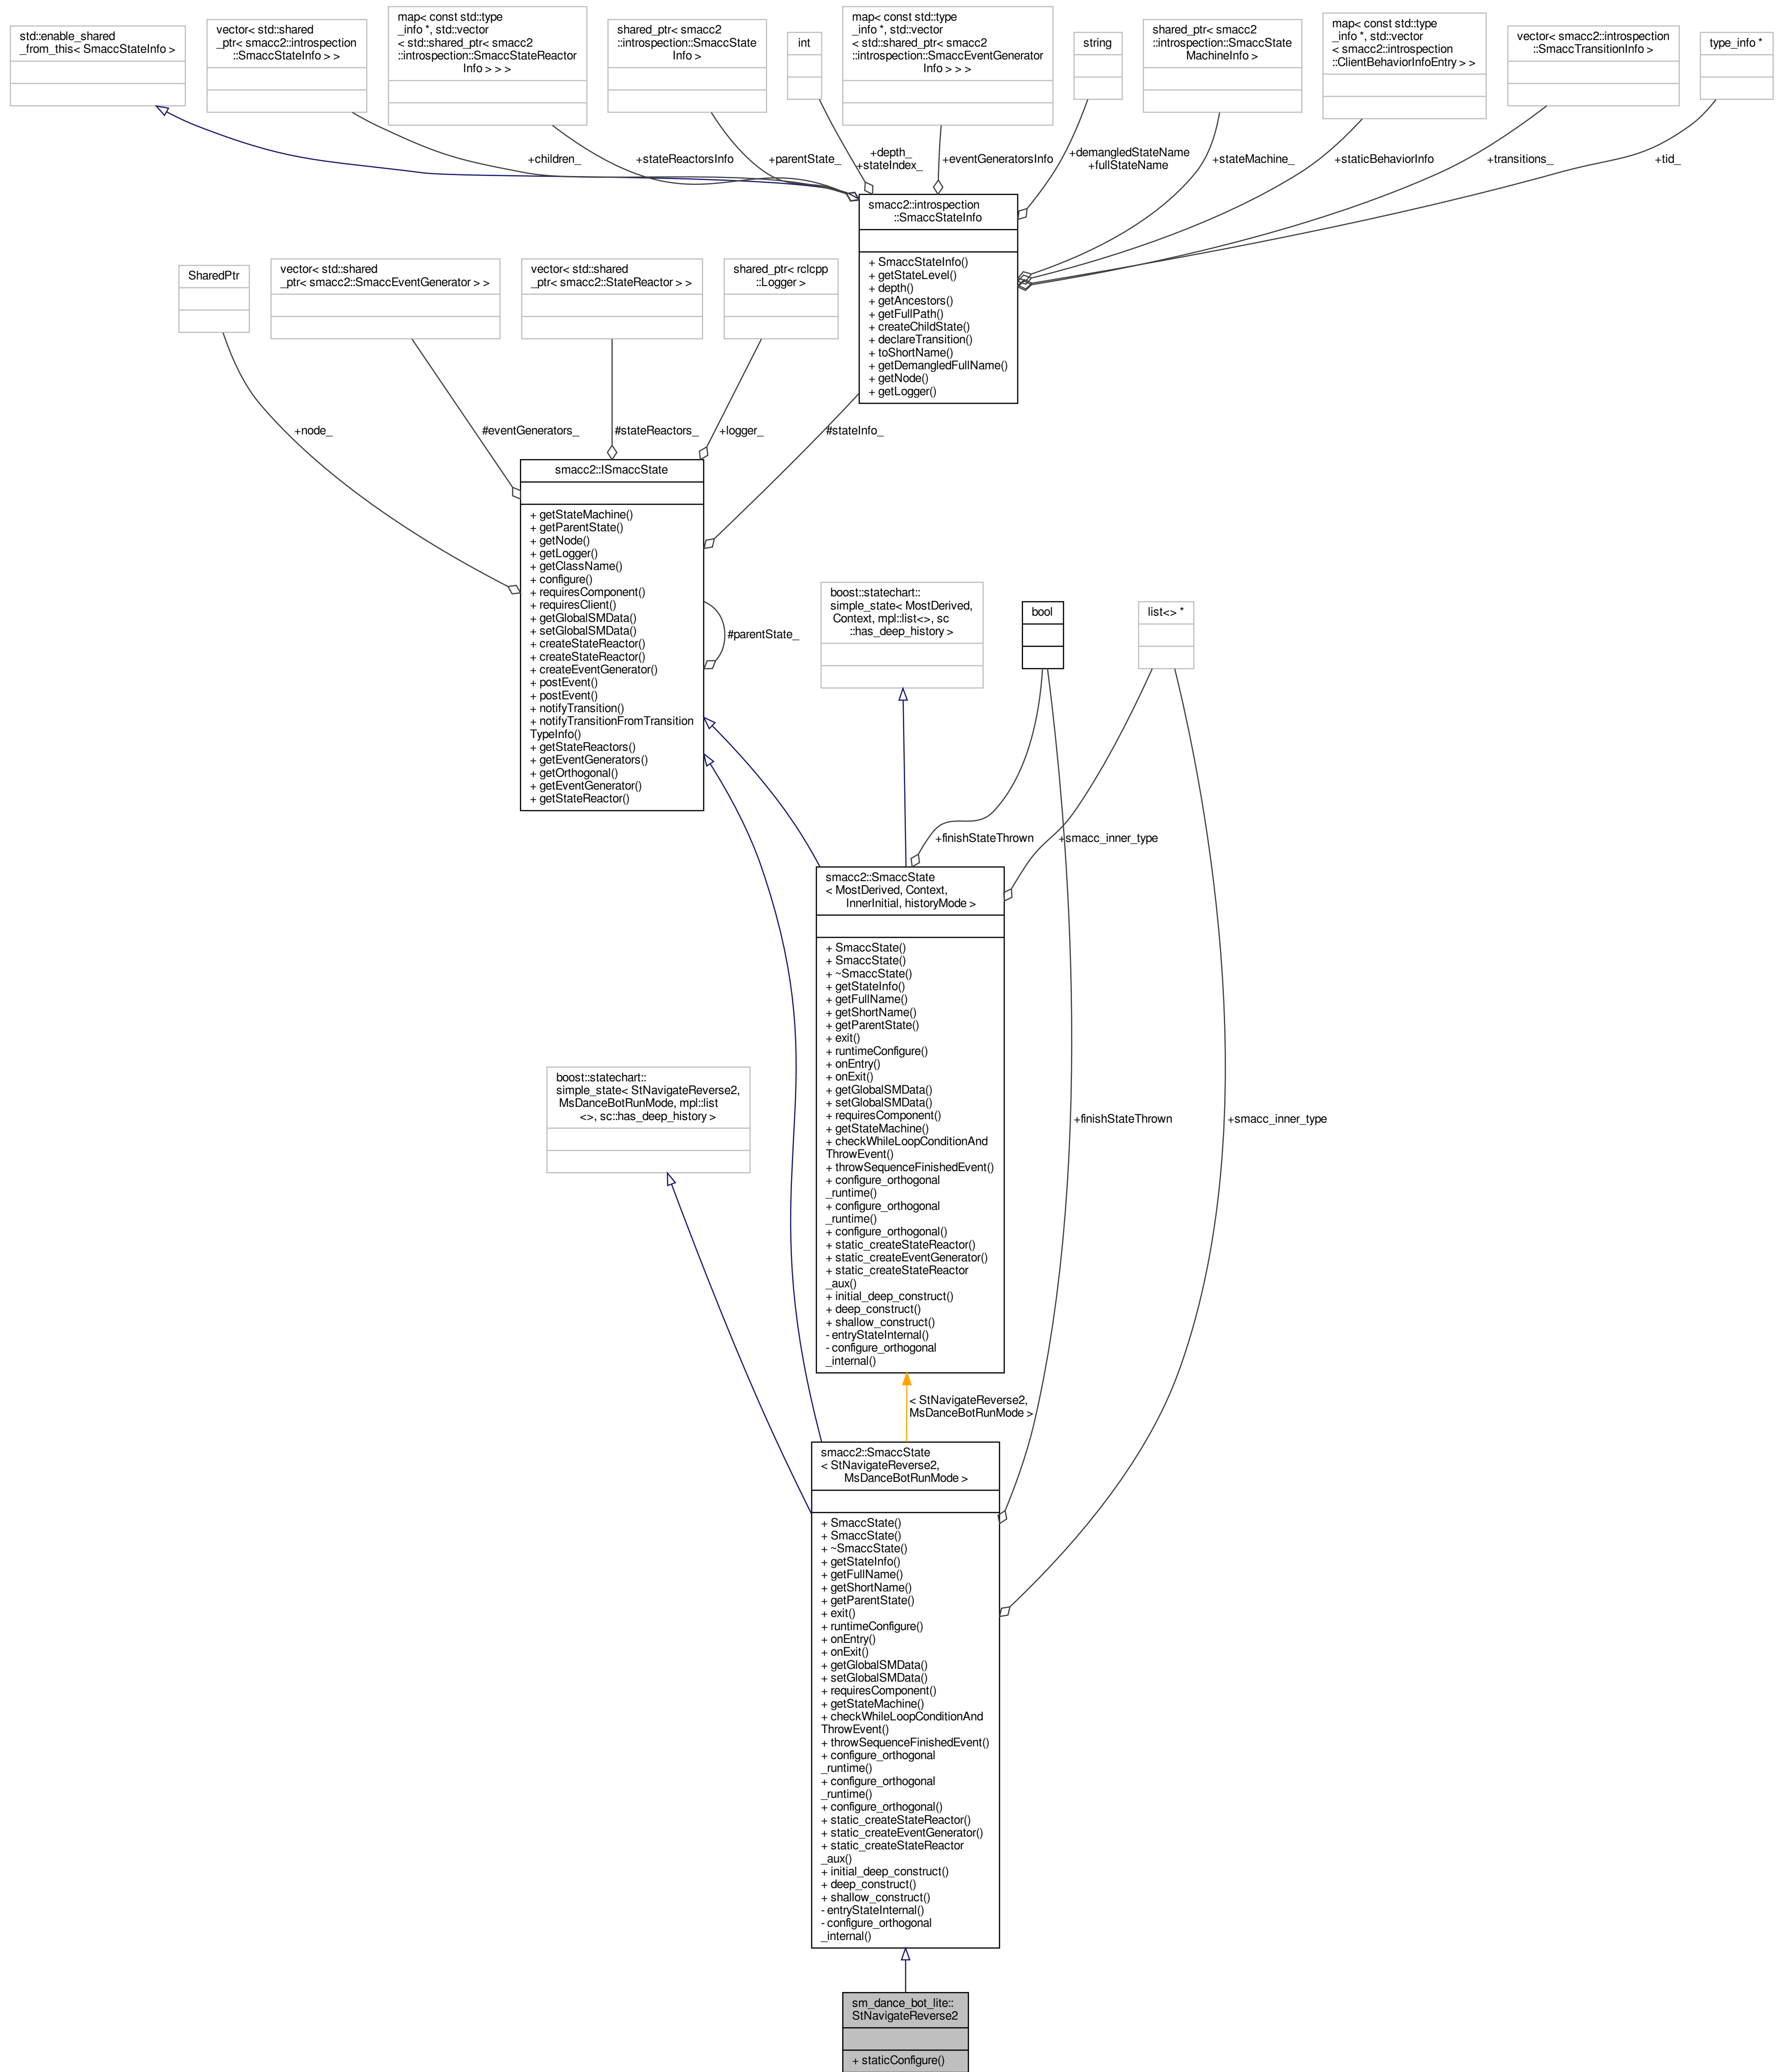 std::enable_shared
_from_this< SmaccStateInfo >
vector< std::shared
_ptr< smacc2::introspection
::SmaccStateInfo > >
map< const std::type
_info *, std::vector
< std::shared_ptr< smacc2
::introspection::SmaccStateReactor
Info > > >
shared_ptr< smacc2
::introspection::SmaccState
Info >
int
map< const std::type
_info *, std::vector
< std::shared_ptr< smacc2
::introspection::SmaccEventGenerator
Info > > >
string
shared_ptr< smacc2
::introspection::SmaccState
MachineInfo >
map< const std::type
_info *, std::vector
< smacc2::introspection
::ClientBehaviorInfoEntry > >
vector< smacc2::introspection
::SmaccTransitionInfo >
type_info *
+children_
+stateReactorsInfo
+parentState_
+depth_
+stateIndex_
+eventGeneratorsInfo
+demangledStateName
+fullStateName
+stateMachine_
+staticBehaviorInfo
+transitions_
+tid_
smacc2::introspection
::SmaccStateInfo
+ SmaccStateInfo()
+ getStateLevel()
+ depth()
+ getAncestors()
+ getFullPath()
+ createChildState()
+ declareTransition()
+ toShortName()
+ getDemangledFullName()
+ getNode()
+ getLogger()
SharedPtr
vector< std::shared
_ptr< smacc2::SmaccEventGenerator > >
vector< std::shared
_ptr< smacc2::StateReactor > >
shared_ptr< rclcpp
::Logger >
+node_
#eventGenerators_
#stateReactors_
+logger_
#stateInfo_
smacc2::ISmaccState
+ getStateMachine()
+ getParentState()
+ getNode()
+ getLogger()
+ getClassName()
+ configure()
+ requiresComponent()
+ requiresClient()
+ getGlobalSMData()
+ setGlobalSMData()
+ createStateReactor()
+ createStateReactor()
+ createEventGenerator()
+ postEvent()
+ postEvent()
+ notifyTransition()
+ notifyTransitionFromTransition
TypeInfo()
+ getStateReactors()
+ getEventGenerators()
+ getOrthogonal()
+ getEventGenerator()
+ getStateReactor()
#parentState_
boost::statechart::
simple_state< MostDerived,
Context, mpl::list<>, sc
::has_deep_history >
bool
list<> *
+finishStateThrown
+smacc_inner_type
smacc2::SmaccState
< MostDerived, Context,
InnerInitial, historyMode >
+ SmaccState()
+ SmaccState()
+ ~SmaccState()
+ getStateInfo()
+ getFullName()
+ getShortName()
+ getParentState()
+ exit()
+ runtimeConfigure()
+ onEntry()
+ onExit()
+ getGlobalSMData()
+ setGlobalSMData()
+ requiresComponent()
+ getStateMachine()
+ checkWhileLoopConditionAnd
ThrowEvent()
+ throwSequenceFinishedEvent()
+ configure_orthogonal
_runtime()
+ configure_orthogonal
_runtime()
+ configure_orthogonal()
+ static_createStateReactor()
+ static_createEventGenerator()
+ static_createStateReactor
_aux()
+ initial_deep_construct()
+ deep_construct()
+ shallow_construct()
- entryStateInternal()
- configure_orthogonal
_internal()
boost::statechart::
simple_state< StNavigateReverse2,
MsDanceBotRunMode, mpl::list
<>, sc::has_deep_history >
+finishStateThrown
+smacc_inner_type
< StNavigateReverse2,
MsDanceBotRunMode >
smacc2::SmaccState
< StNavigateReverse2,
MsDanceBotRunMode >
+ SmaccState()
+ SmaccState()
+ ~SmaccState()
+ getStateInfo()
+ getFullName()
+ getShortName()
+ getParentState()
+ exit()
+ runtimeConfigure()
+ onEntry()
+ onExit()
+ getGlobalSMData()
+ setGlobalSMData()
+ requiresComponent()
+ getStateMachine()
+ checkWhileLoopConditionAnd
ThrowEvent()
+ throwSequenceFinishedEvent()
+ configure_orthogonal
_runtime()
+ configure_orthogonal
_runtime()
+ configure_orthogonal()
+ static_createStateReactor()
+ static_createEventGenerator()
+ static_createStateReactor
_aux()
+ initial_deep_construct()
+ deep_construct()
+ shallow_construct()
- entryStateInternal()
- configure_orthogonal
_internal()
sm_dance_bot_lite::
StNavigateReverse2
+ staticConfigure()